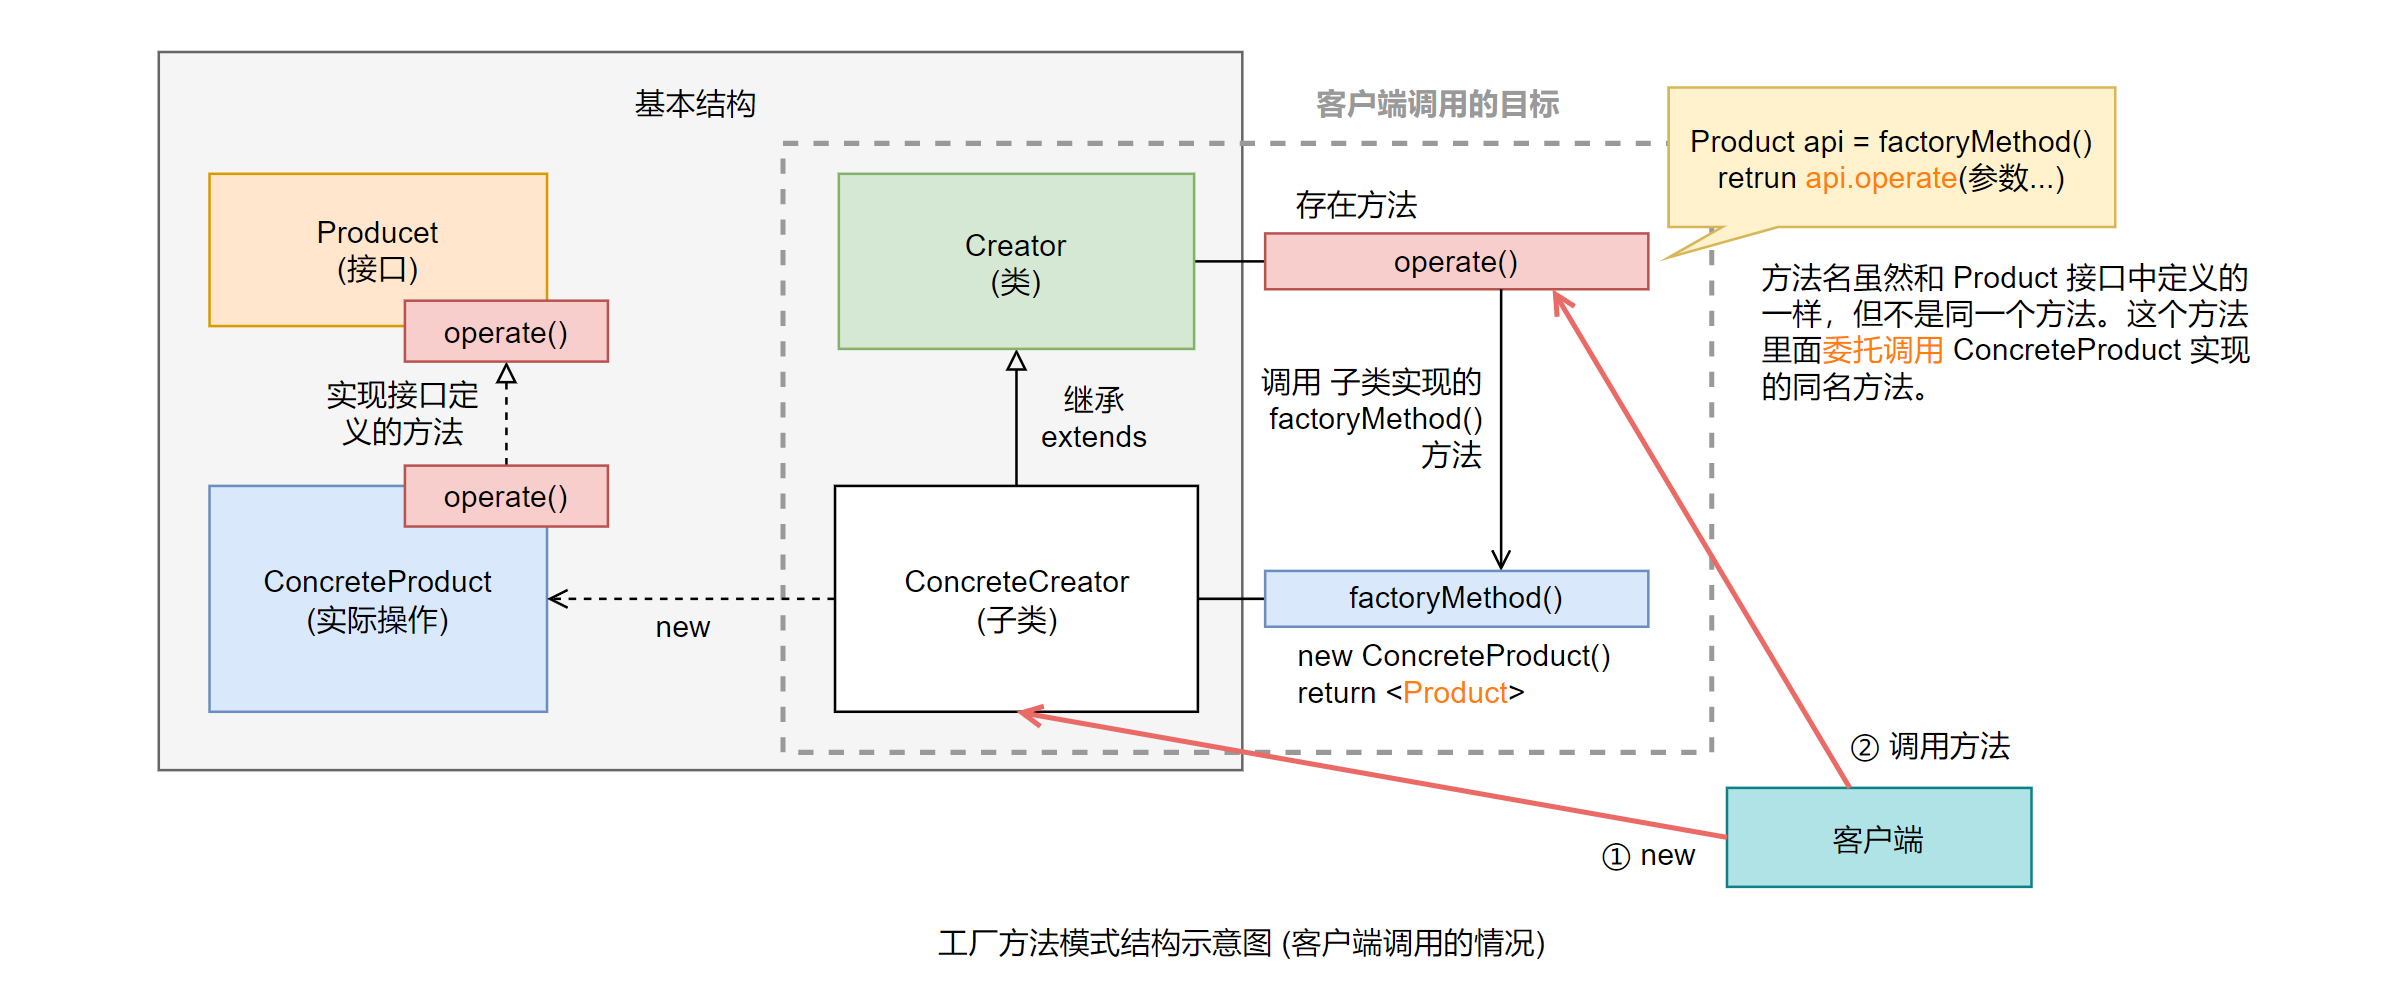 基本结构
客户端调用的目标
Product api = factoryMethod()
retrun api.operate(参数...)
Producet
(接口)
operate()
实现接口定
义的方法
operate()
ConcreteProduct
(实际操作)
new
Creator
(类)
继承
extends
ConcreteCreator
(子类)
存在方法
operate()
调用 子类实现的
factoryMethod()
方法
factoryMethod()
new ConcreteProduct()
return <Product>
方法名虽然和 Product 接口中定义的
一样，但不是同一个方法。这个方法
里面委托调用 ConcreteProduct 实现
的同名方法。
② 调用方法
① new
客户端
工厂方法模式结构示意图 (客户端调用的情况)